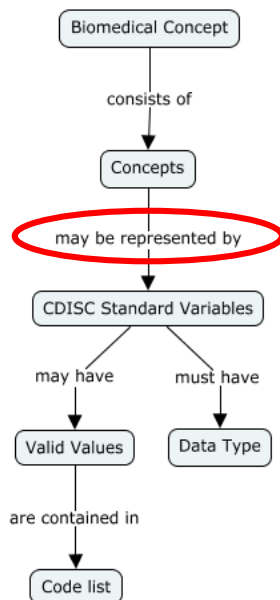 Biomedical Concept
consists of
Concepts
may be represented by
CDISC Standard Variables
may have
must have
Valid Values
Data Type
are contained in
Code list